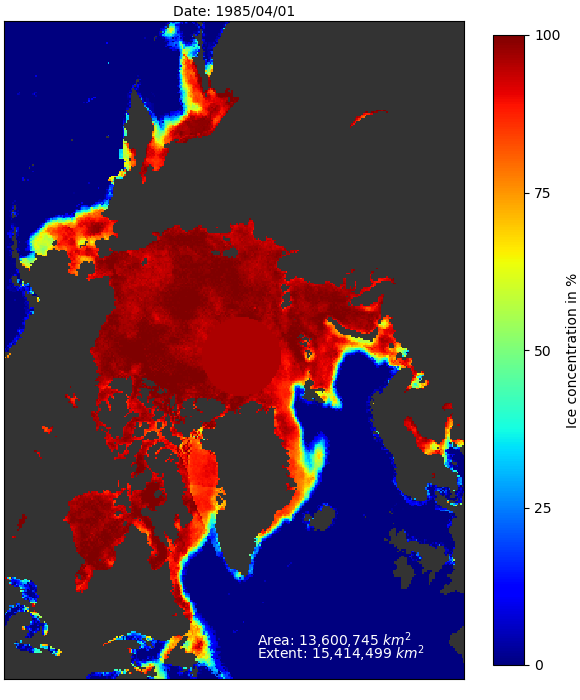 Date: 1985/04/01
100
75
50
25
0
Ice concentration in %
Area: 13,600,745 km²
Extent: 15,414,499 km²